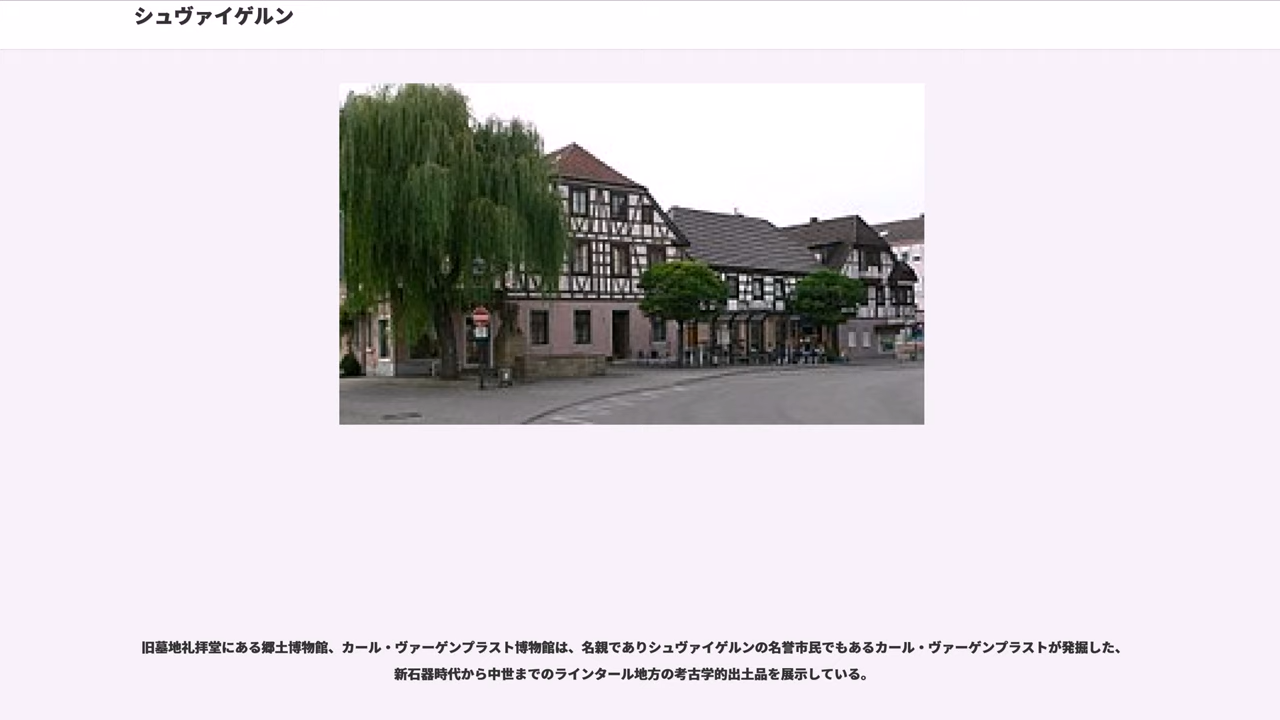 シュヴァイゲルン
旧墓地礼拝堂にある郷土博物館、カール・ヴァーゲンプラスト博物館は、名親でありシュヴァイゲルンの名誉市民でもあるカール・ヴァーゲンプラストが発掘した、
新石器時代から中世までのラインタール地方の考古学的出土品を展示している。